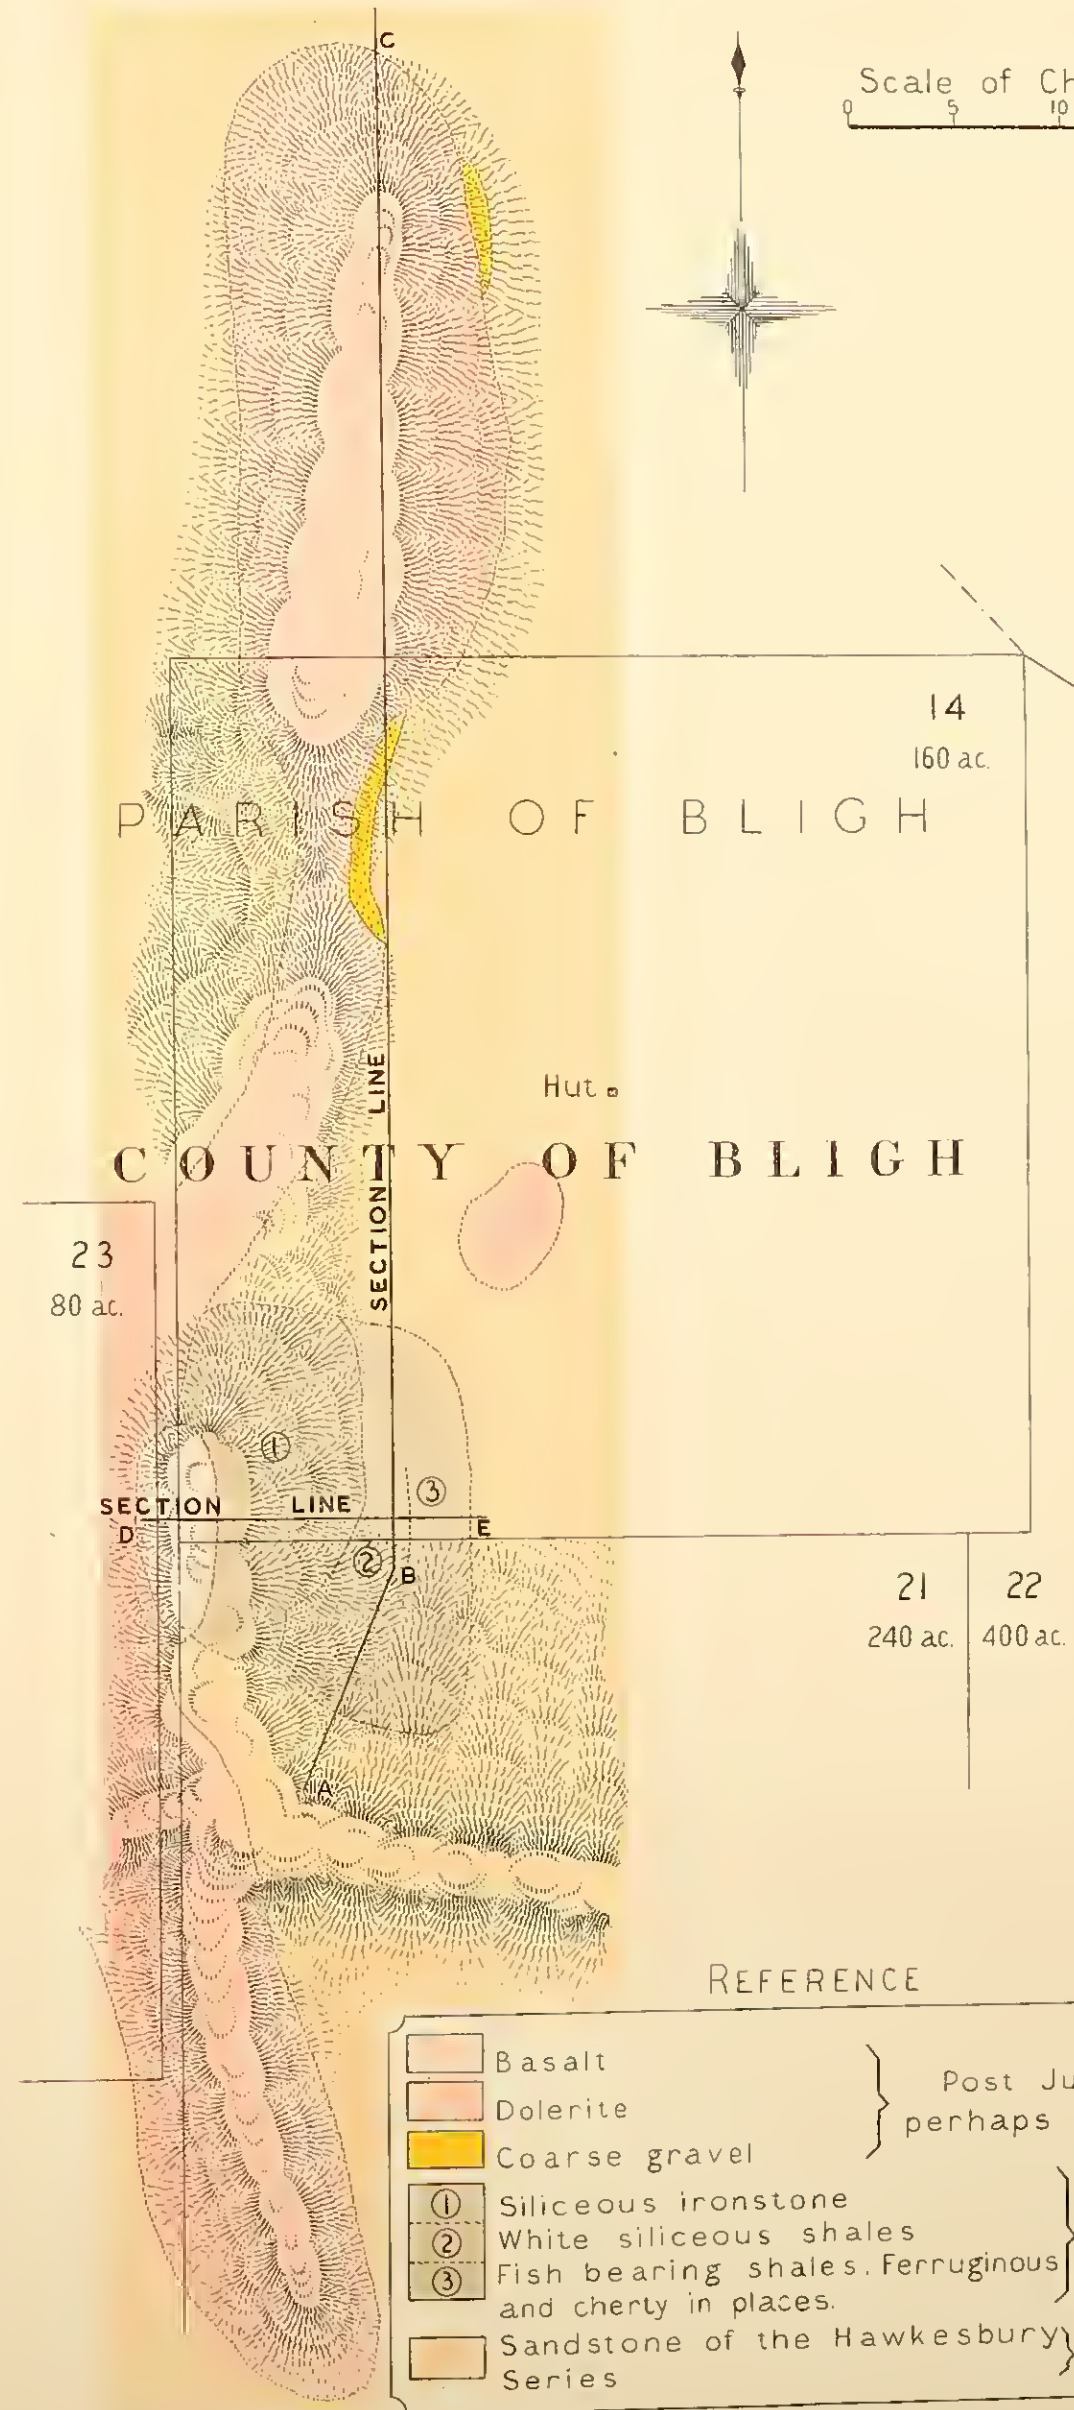 C
Scale of Ch
0 5 10
14
160 ac.
PARISH OF BLIGH
SECTION LINE
Hut
COUNTY OF BLIGH
SECTION LINE
23
80 ac.
①
③
SECTION LINE
D E
②
B
21 22
240 ac. 400 ac.
A
REFERENCE
Basalt
Dolerite
Post Ju
perhaps
Coarse gravel
① Siliceous ironstone
② White siliceous shales
③ Fish bearing shales. Ferruginous
and cherty in places.
Sandstone of the Hawkesbury
Series